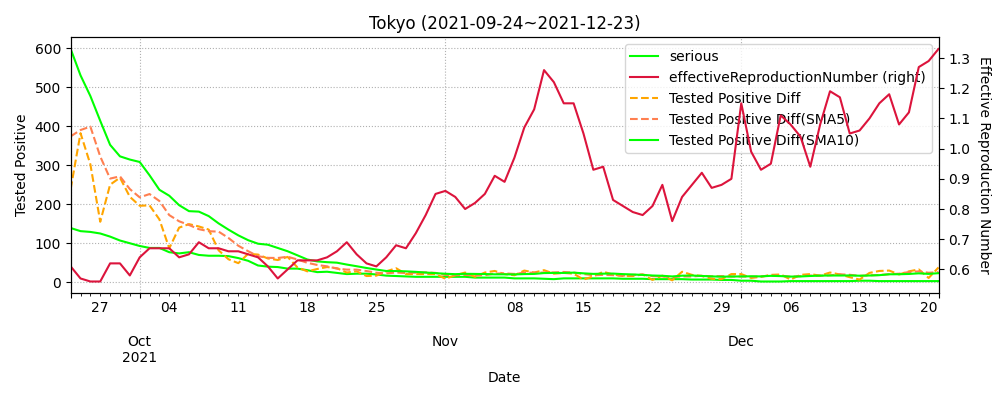 Tokyo (2021-09-24~2021-12-23)
serious
effectiveReproductionNumber (right)
Tested Positive Diff
Tested Positive Diff(SMA5)
Tested Positive Diff(SMA10)
Tested Positive
600
500
400
300
200
100
0
Effective Reproduction Number
1.3
1.2
1.1
1.0
0.9
0.8
0.7
0.6
27 04 11 18 25 08 15 22 29 06 13 20
Oct Nov Dec
2021
Date